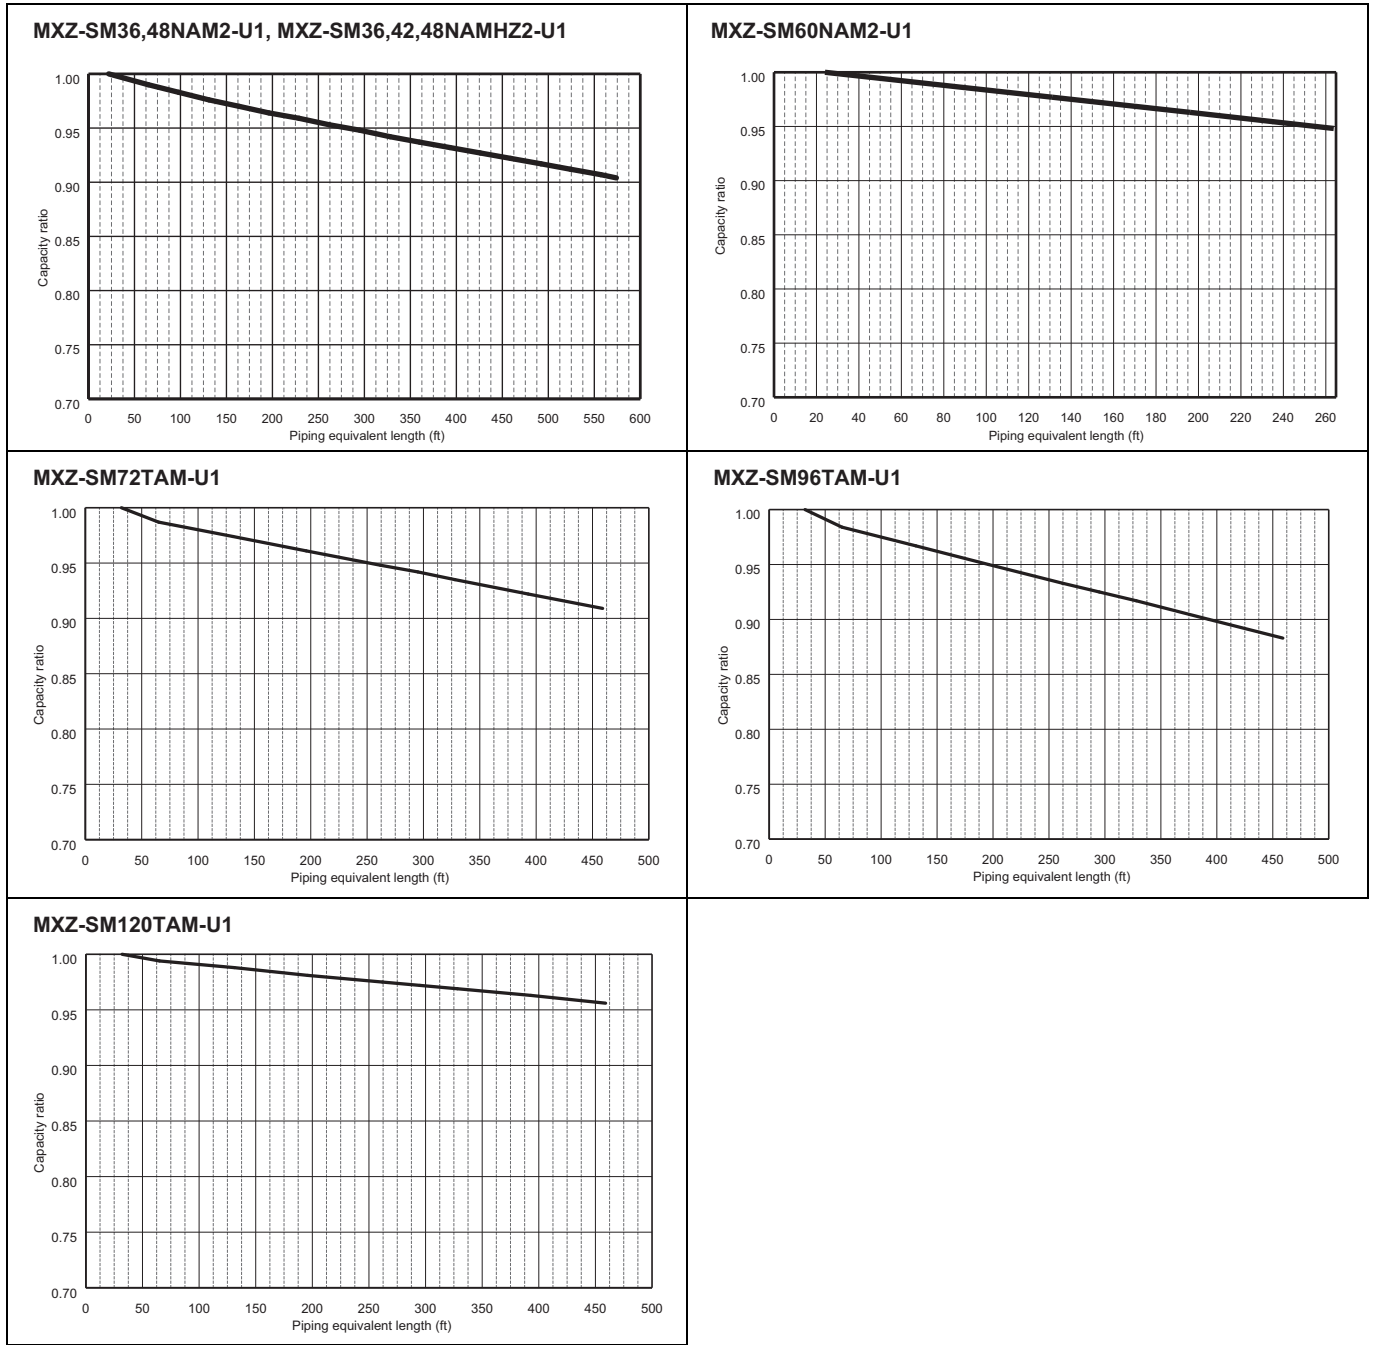 MXZ-SM36,48NAM2-U1, MXZ-SM36,42,48NAMHZ2-U1
1.00
0.95
0.90
0.85
0.80
0.75
0.70
Capacity ratio
0 50 100 150 200 250 300 350 400 450 500 550 600
Piping equivalent length (ft)
MXZ-SM60NAM2-U1
1.00
0.95
0.90
0.85
0.80
0.75
0.70
Capacity ratio
0 20 40 60 80 100 120 140 160 180 200 220 240 260
Piping equivalent length (ft)
MXZ-SM72TAM-U1
1.00
0.95
0.90
0.85
0.80
0.75
0.70
Capacity ratio
0 50 100 150 200 250 300 350 400 450 500
Piping equivalent length (ft)
MXZ-SM96TAM-U1
1.00
0.95
0.90
0.85
0.80
0.75
0.70
Capacity ratio
0 50 100 150 200 250 300 350 400 450 500
Piping equivalent length (ft)
MXZ-SM120TAM-U1
1.00
0.95
0.90
0.85
0.80
0.75
0.70
Capacity ratio
0 50 100 150 200 250 300 350 400 450 500
Piping equivalent length (ft)